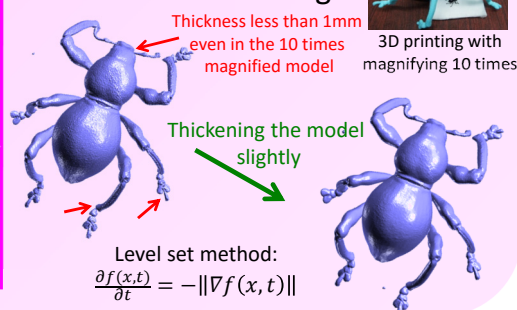 Thickness less than 1mm
even in the 10 times
magnified model
3D printing with
magnifying 10 times
Thickening the model
slightly
Level set method:
∂f(x,t)/∂t = −‖∇f(x, t)‖